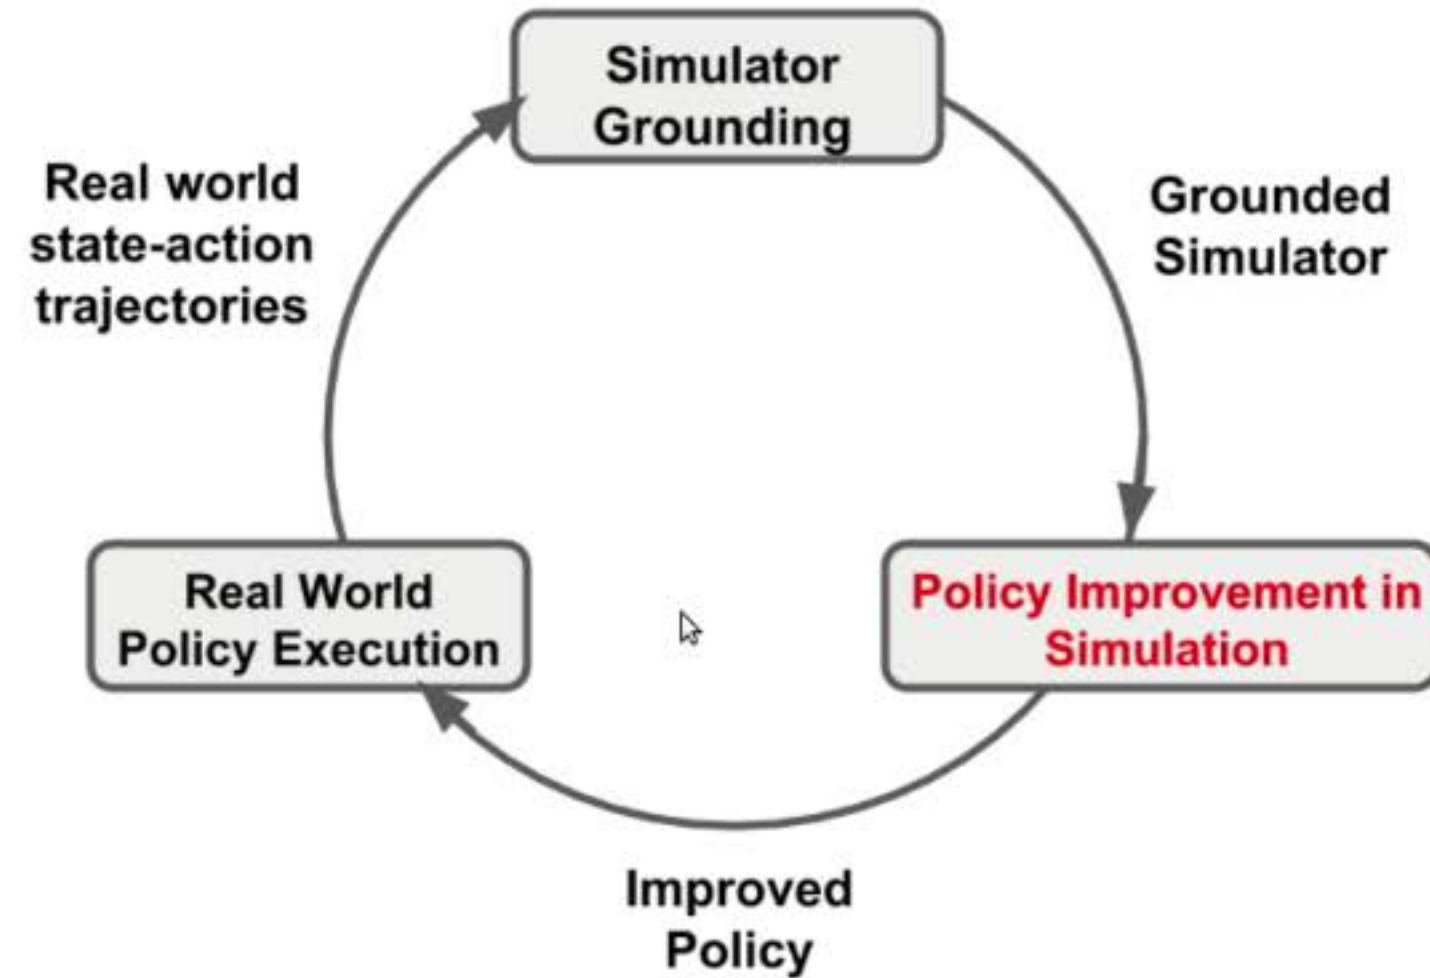 Simulator
Grounding
Real world
state-action
trajectories
Grounded
Simulator
Real World
Policy Execution
Policy Improvement in
Simulation
Improved
Policy